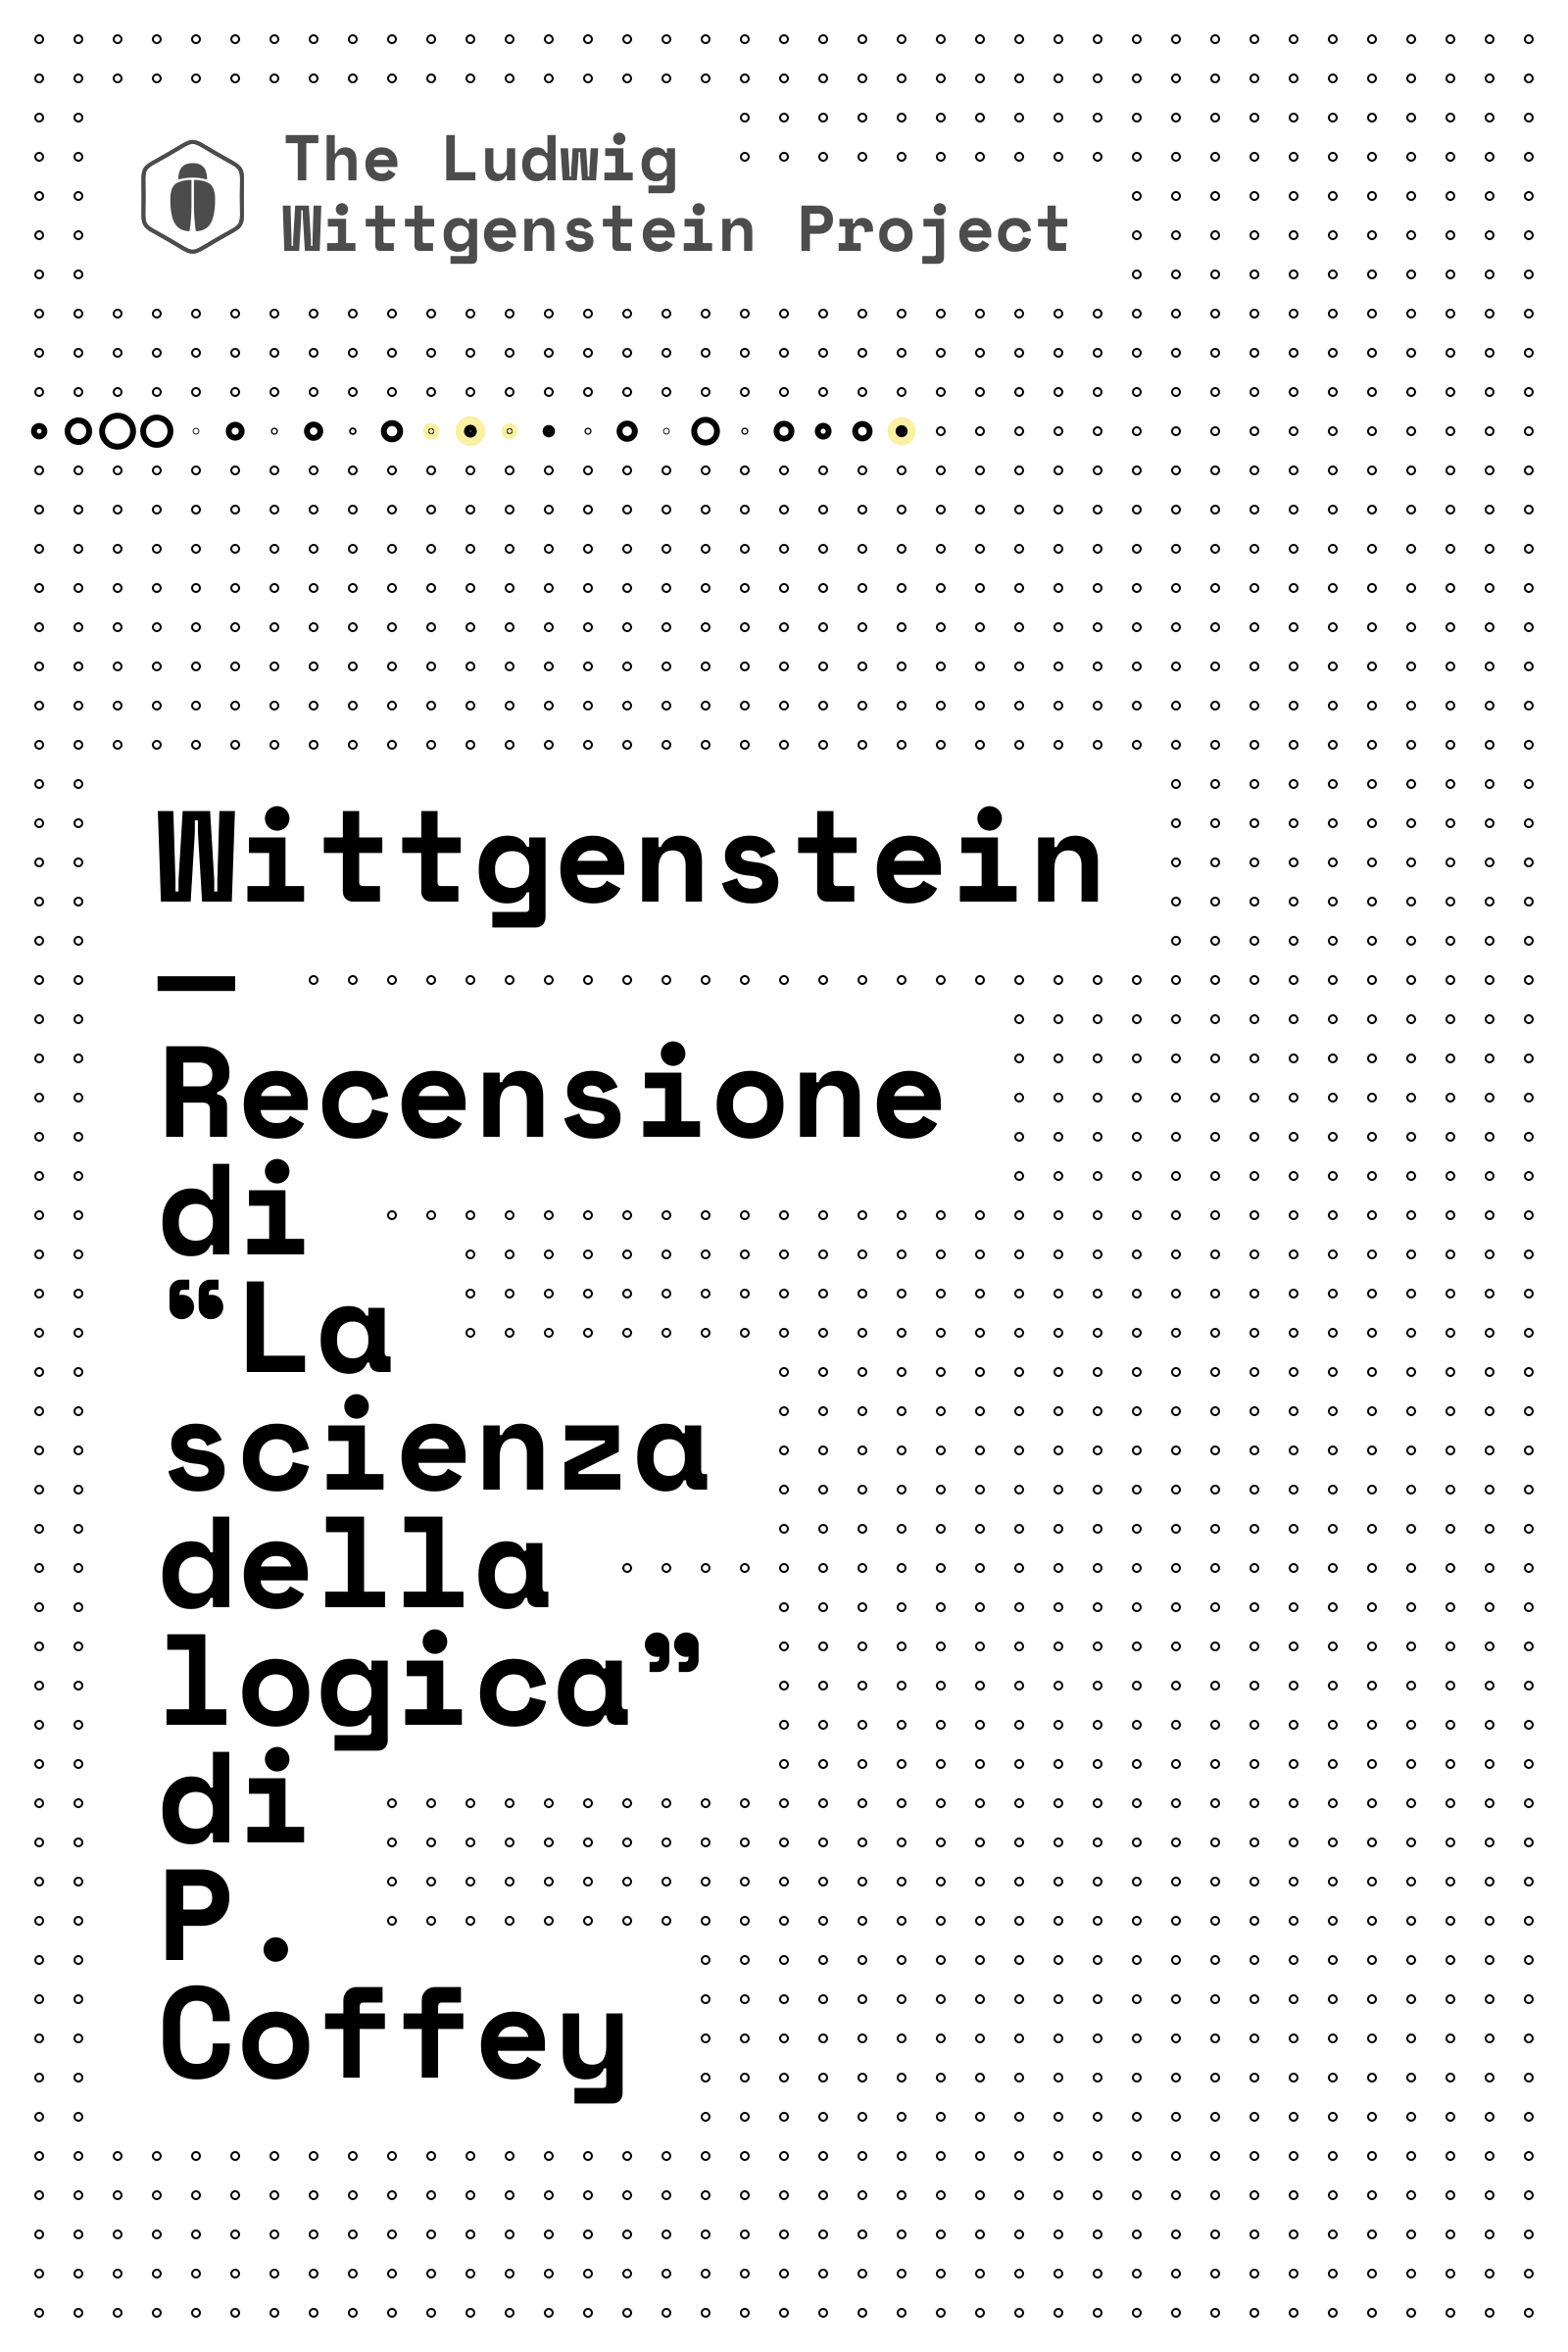 The Ludwig
Wittgenstein Project
Wittgenstein
—
Recensione
di
“La
scienza
della
logica”
di
P.
Coffey